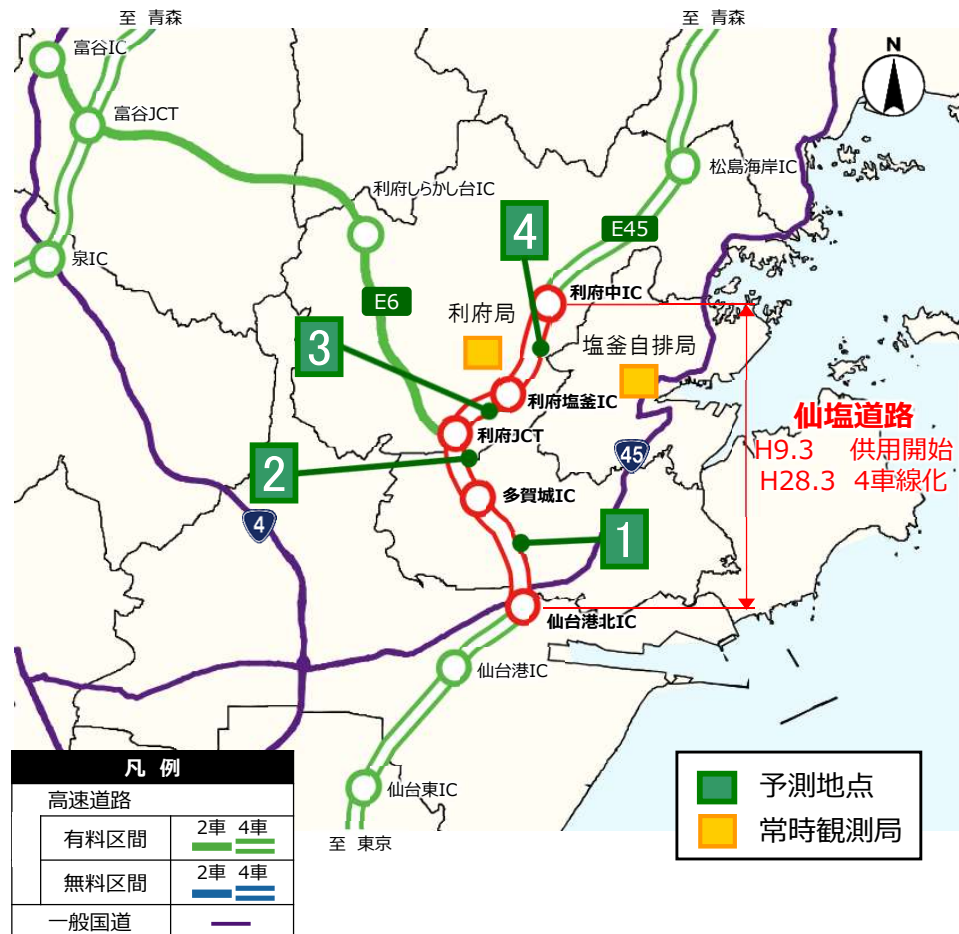 至 青森
至 青森
富谷IC
N
富谷JCT
松島海岸IC
利府しらかし台IC
4
E45
泉IC
利府中IC
E6
利府局
3
塩釜自排局
利府塩釜IC
仙塩道路
利府JCT
H9.3 供用開始
45
2
H28.3 4車線化
多賀城IC
4
1
仙台港北IC
仙台港IC
仙台東IC
至 東京
凡 例
高速道路
有料区間
2車 4車
無料区間
2車 4車
一般国道
予測地点
常時観測局